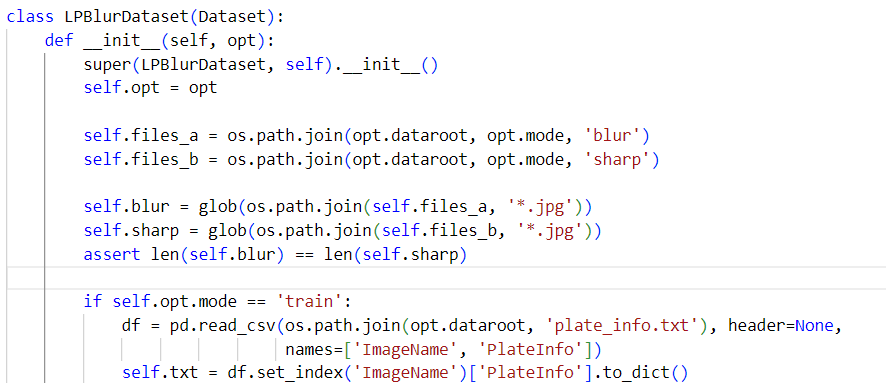 class LPBlurDataset(Dataset):
    def __init__(self, opt):
        super(LPBlurDataset, self).__init__()
        self.opt = opt

        self.files_a = os.path.join(opt.dataroot, opt.mode, 'blur')
        self.files_b = os.path.join(opt.dataroot, opt.mode, 'sharp')

        self.blur = glob(os.path.join(self.files_a, '*.jpg'))
        self.sharp = glob(os.path.join(self.files_b, '*.jpg'))
        assert len(self.blur) == len(self.sharp)

        if self.opt.mode == 'train':
            df = pd.read_csv(os.path.join(opt.dataroot, 'plate_info.txt'), header=None,
                             names=['ImageName', 'PlateInfo'])
            self.txt = df.set_index('ImageName')['PlateInfo'].to_dict()